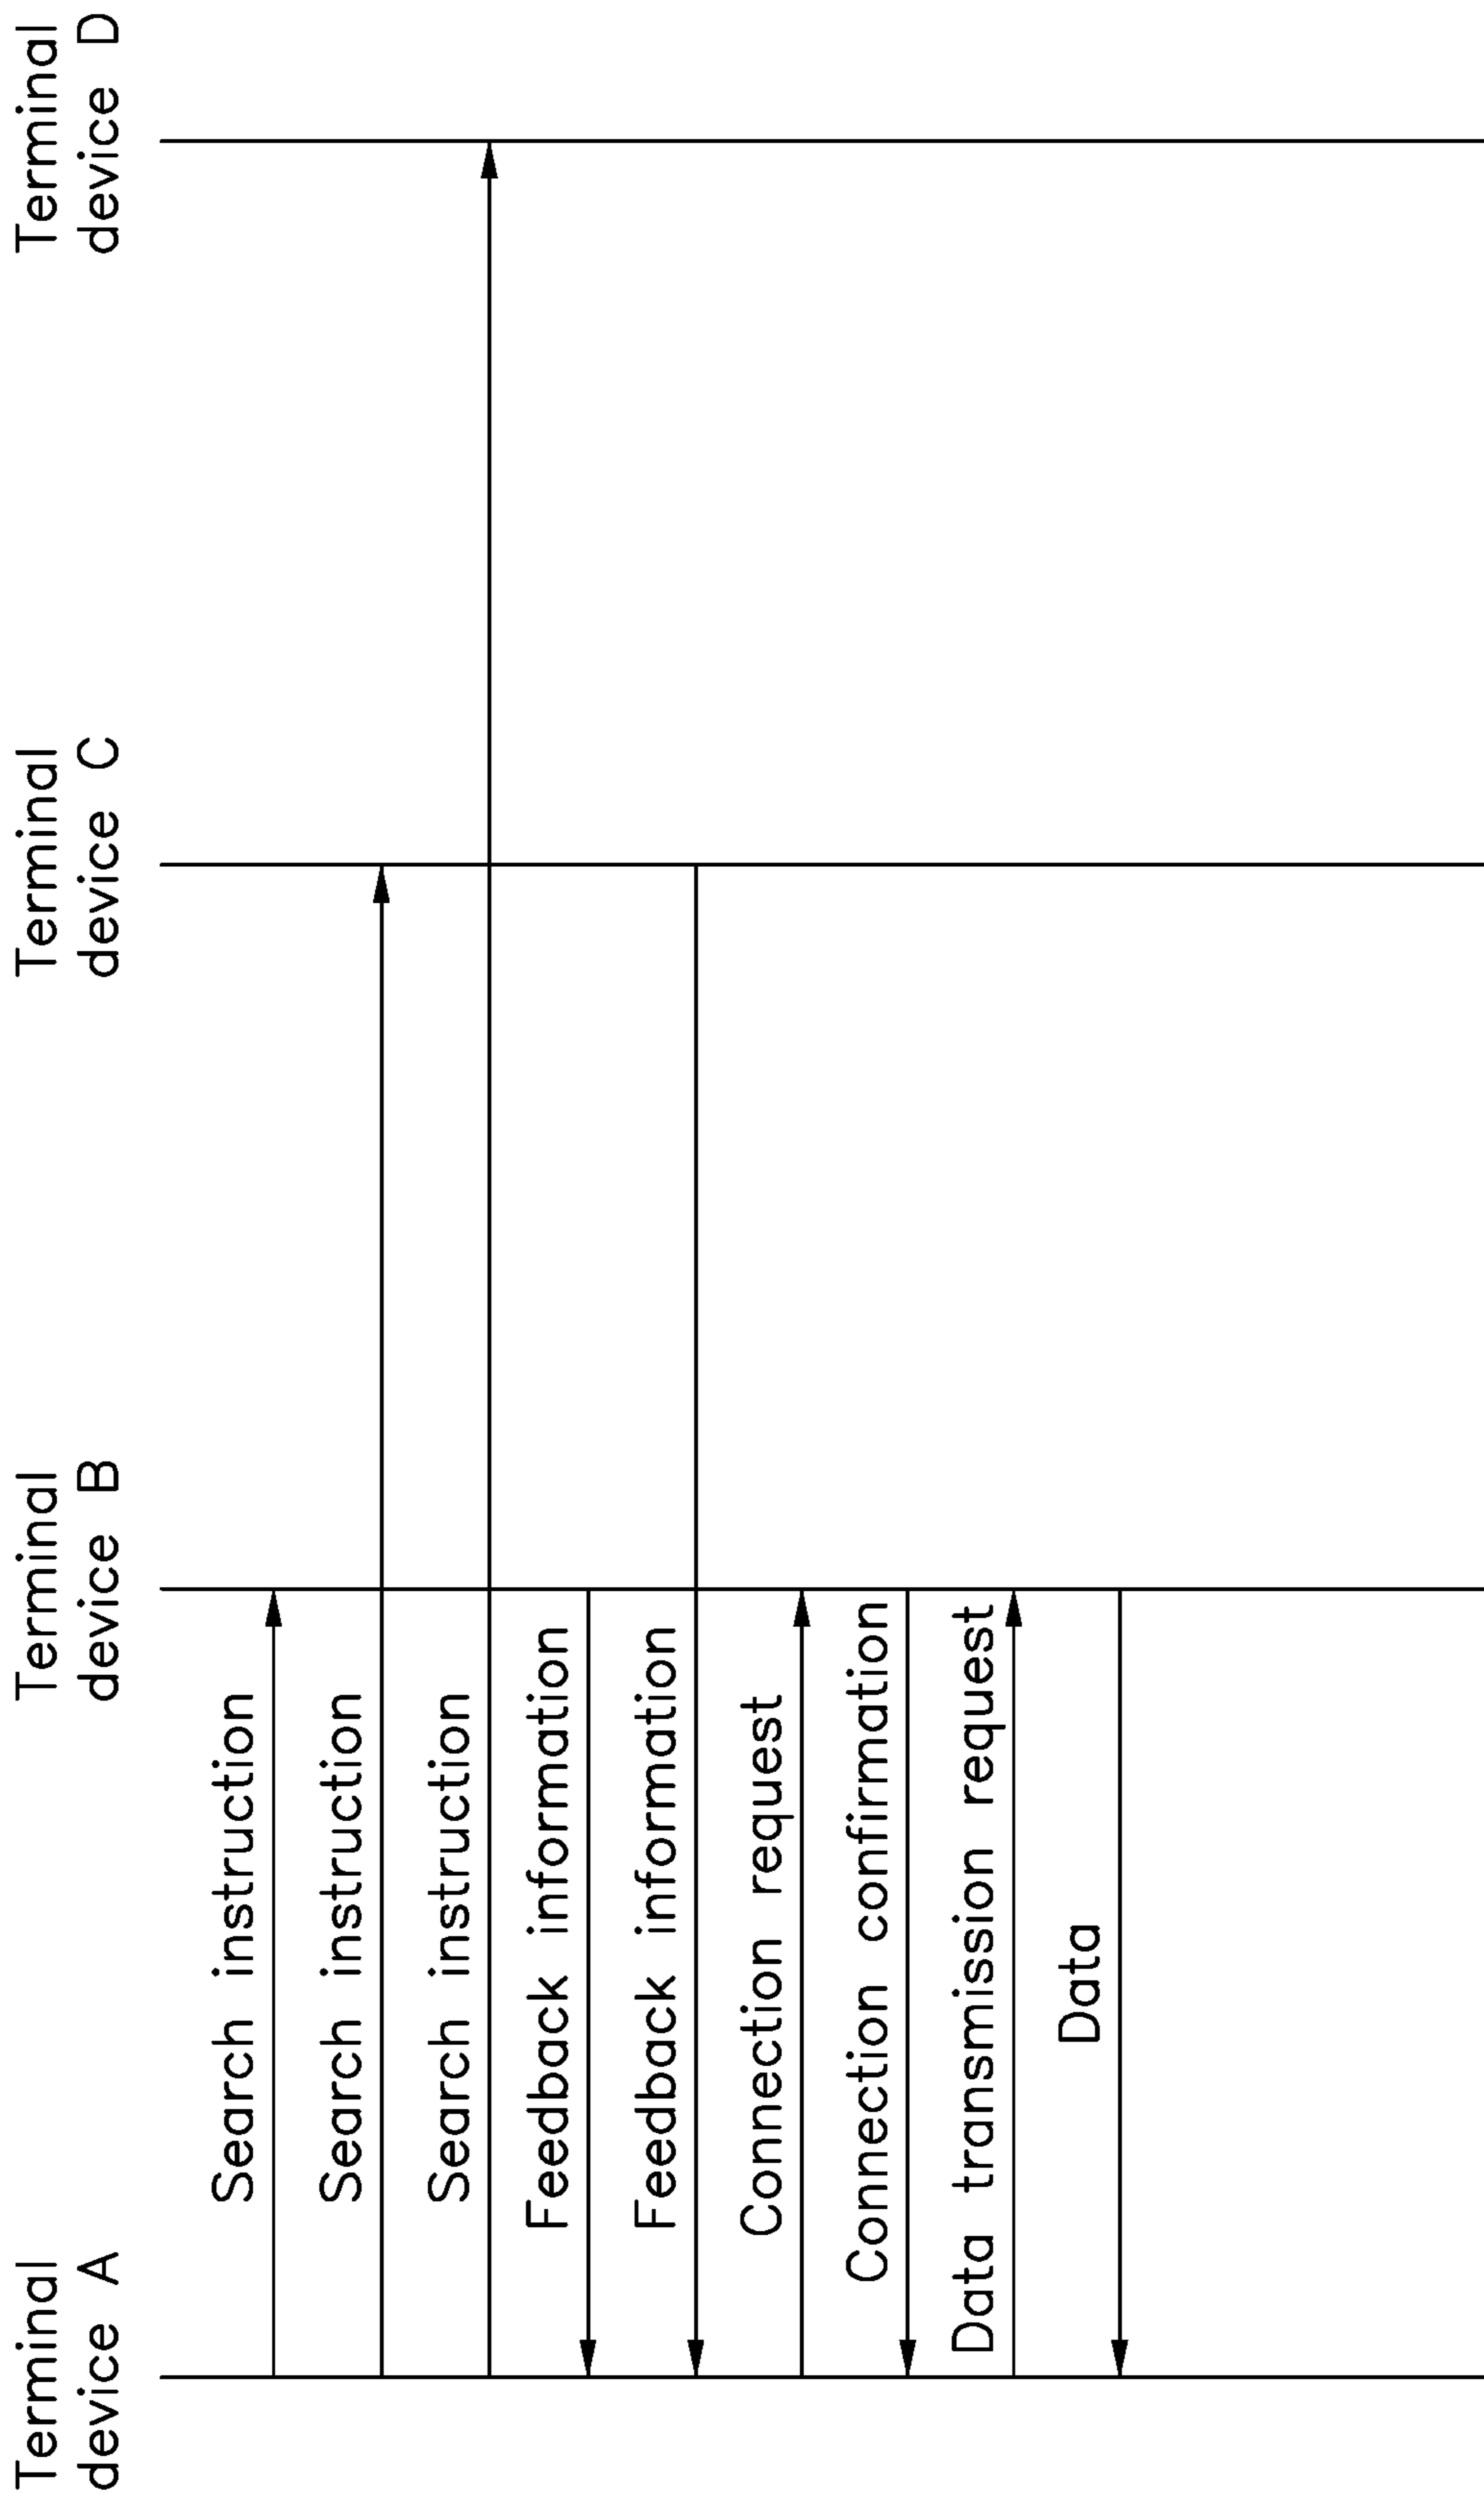 Terminal
device A
Terminal
device B
Terminal
device C
Terminal
device D
Search instruction
Search instruction
Search instruction
Feedback information
Feedback information
Connection request
Connection confirmation
Data transmission request
Data